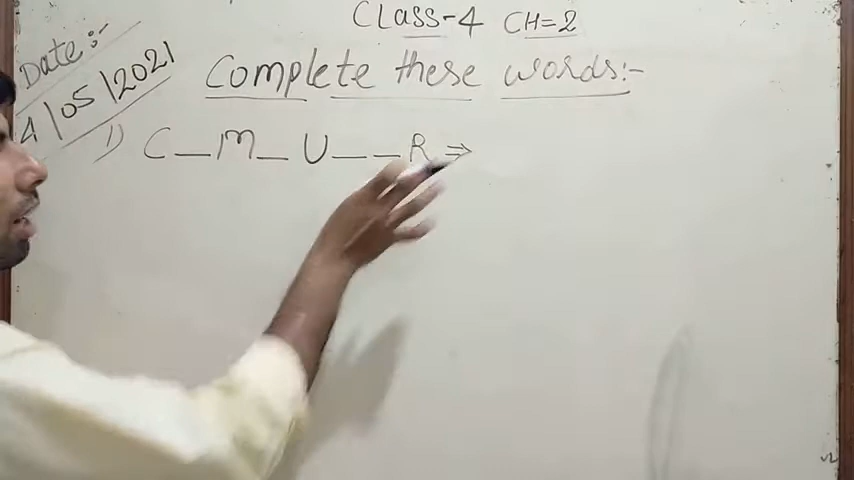 Class-4 CH=2
Date:-
4/05/2021
Complete these words:-
1) C_M_U__R⇒